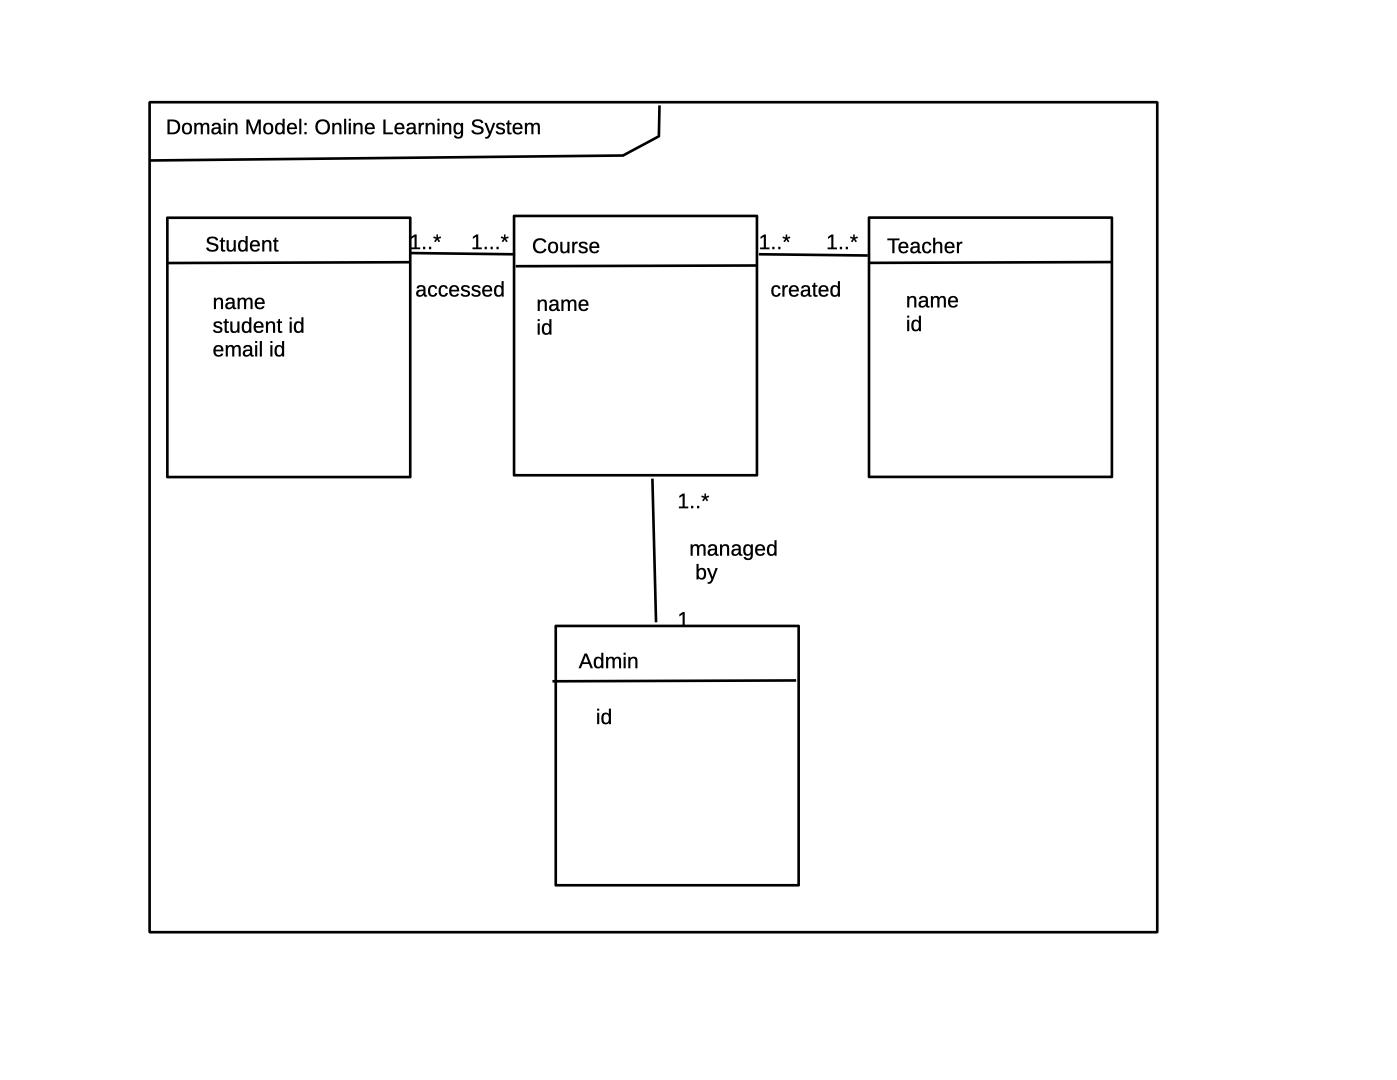 Domain Model: Online Learning System
Student
1..*
1...*
Course
1..*
1..*
Teacher
accessed
created
name
student id
email id
name
id
name
id
1..*
managed
by
1
Admin
id